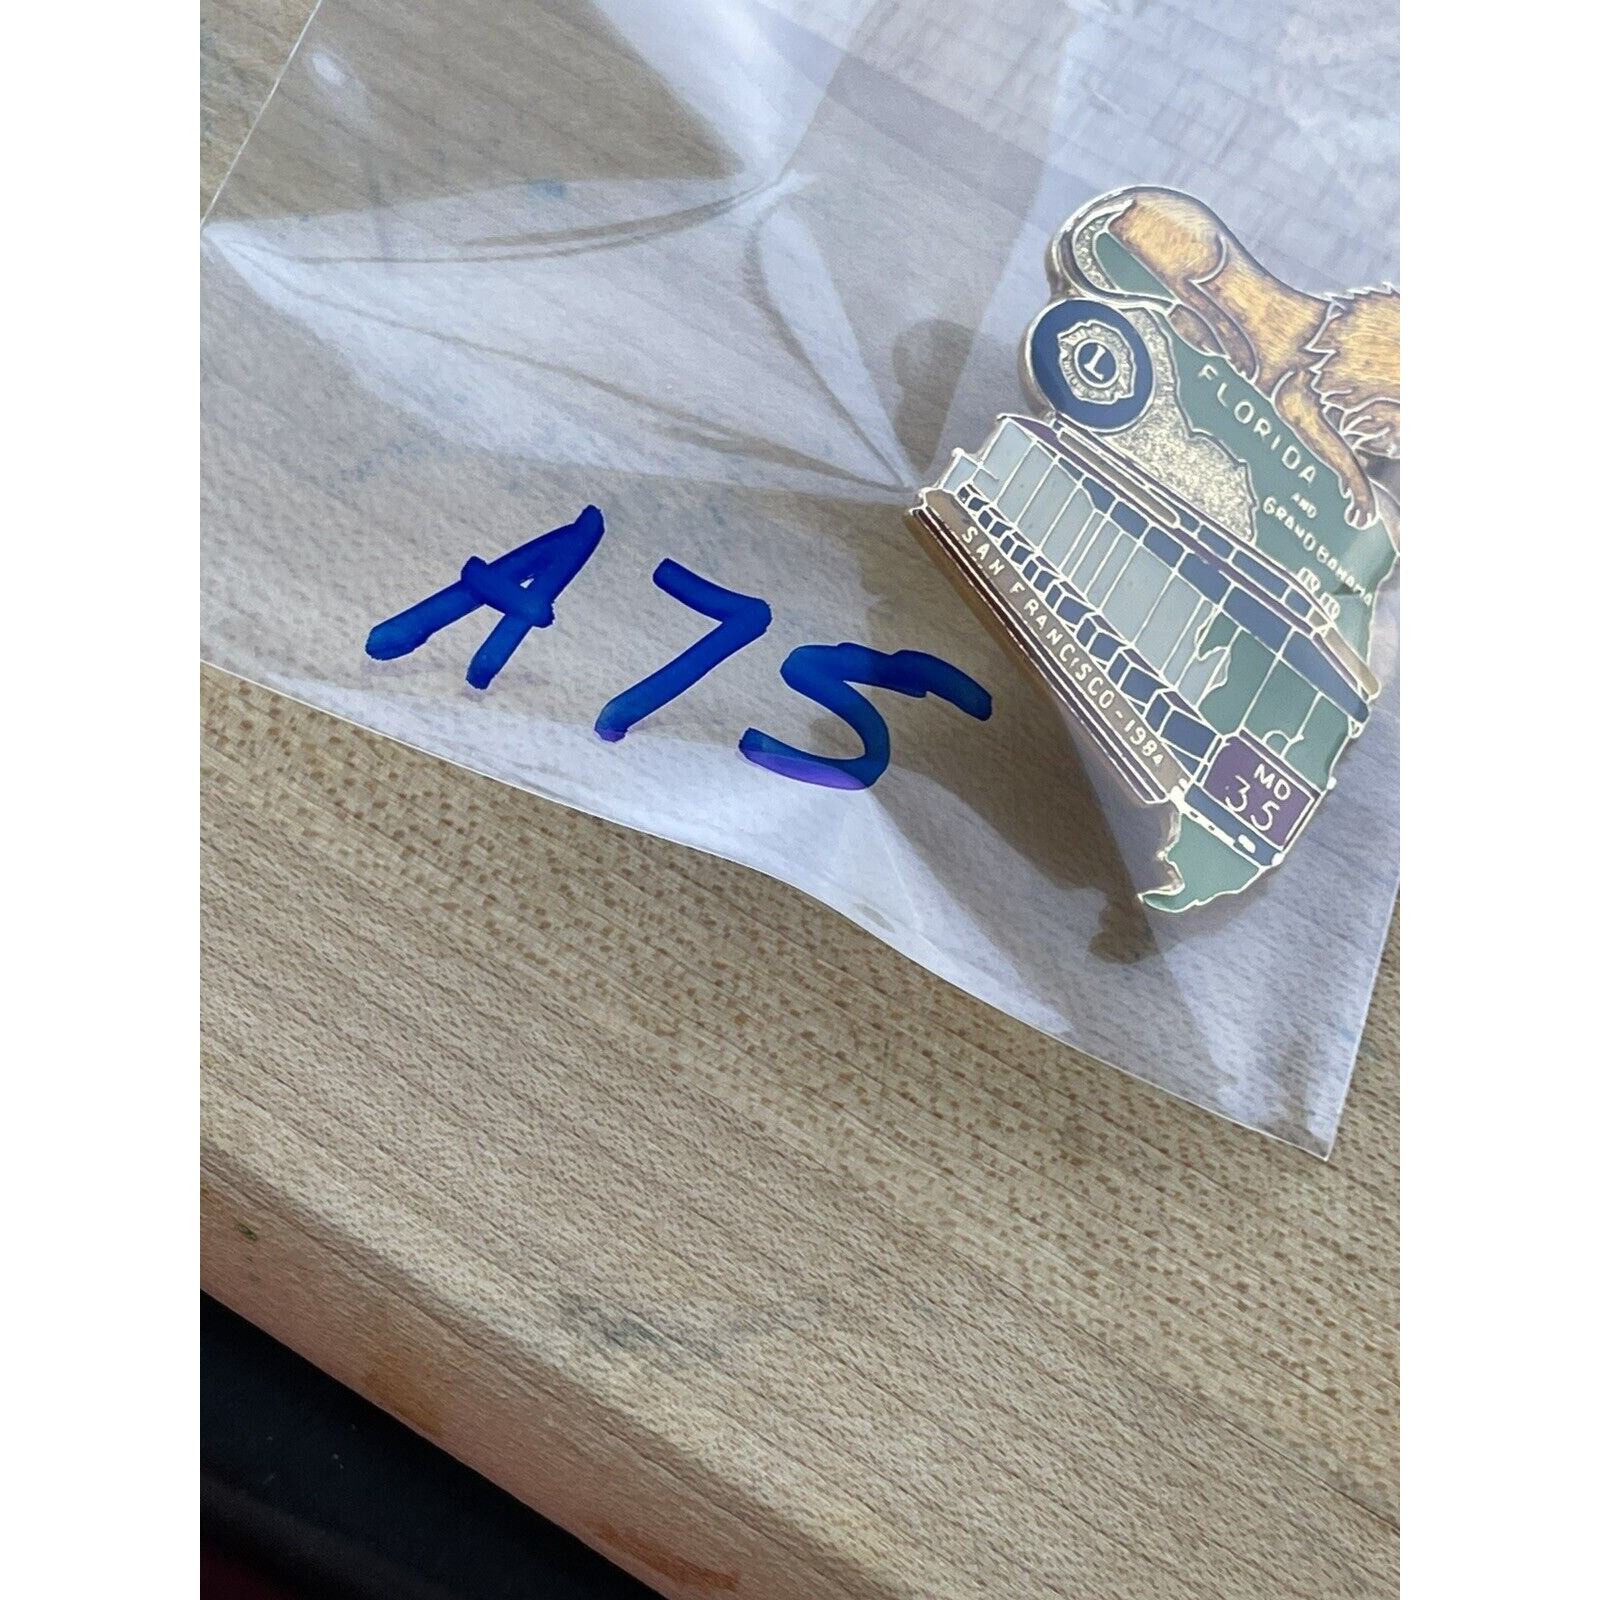 L
FLORIDA
AND
GRAND BAHAMA
SAN FRANCISCO-1984
MD
35
A75